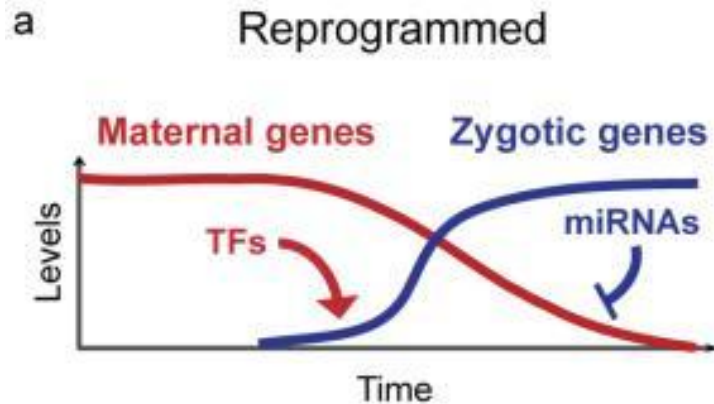 a
Reprogrammed
Maternal genes
Zygotic genes
Levels
TFs
miRNAs
Time